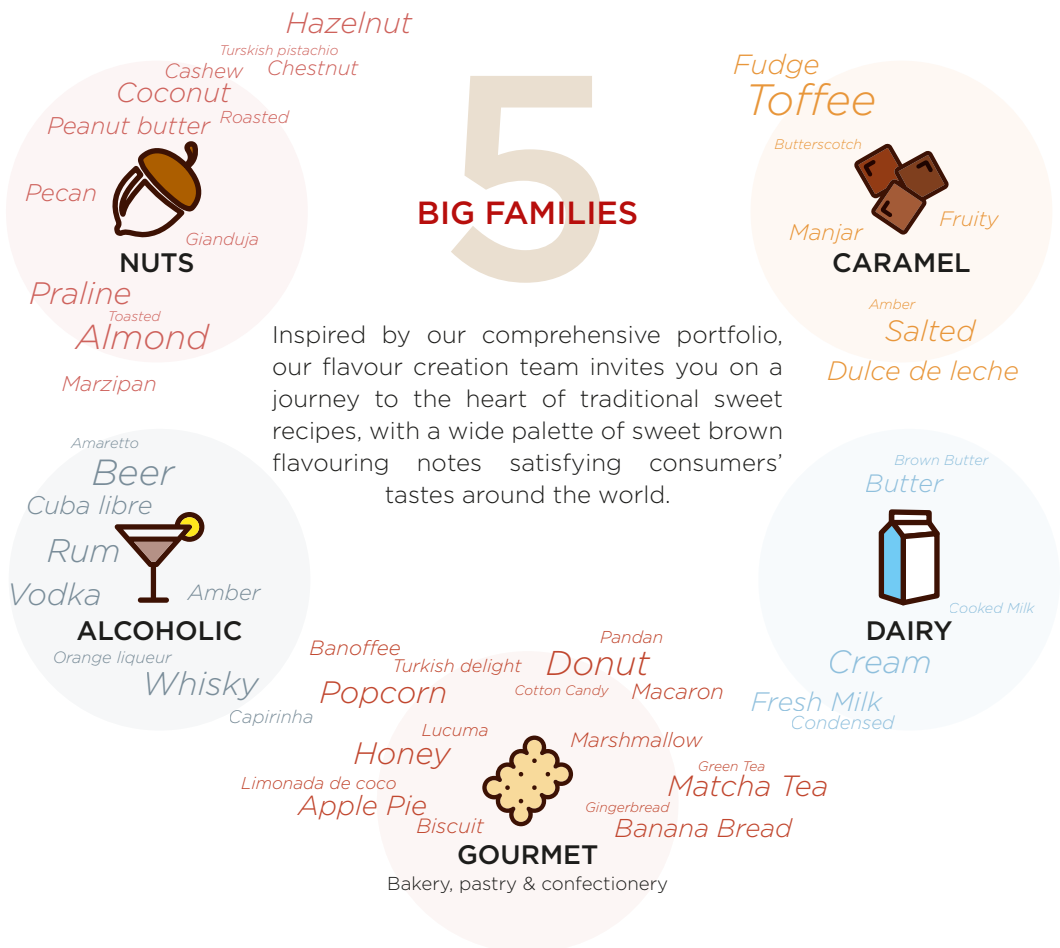 Hazelnut
Turskish pistachio
Cashew
Chestnut
Coconut
Peanut butter
Roasted
Pecan
Gianduja
NUTS
Praline
Toasted
Almond
Marzipan
5
BIG FAMILIES
Fudge
Toffee
Butterscotch
Manjar
Fruity
CARAMEL
Amber
Salted
Dulce de leche
Inspired by our comprehensive portfolio,
our flavour creation team invites you on a
journey to the heart of traditional sweet
recipes, with a wide palette of sweet brown
flavouring notes satisfying consumers’
tastes around the world.
Amaretto
Beer
Cuba libre
Rum
Vodka
Amber
ALCOHOLIC
Orange liqueur
Whisky
Capirinha
Brown Butter
Butter
Cooked Milk
DAIRY
Cream
Fresh Milk
Condensed
Banoffee
Pandan
Turkish delight
Donut
Popcorn
Cotton Candy
Macaron
Lucuma
Honey
Marshmallow
Green Tea
Limonada de coco
Matcha Tea
Apple Pie
Gingerbread
Biscuit
Banana Bread
GOURMET
Bakery, pastry & confectionery